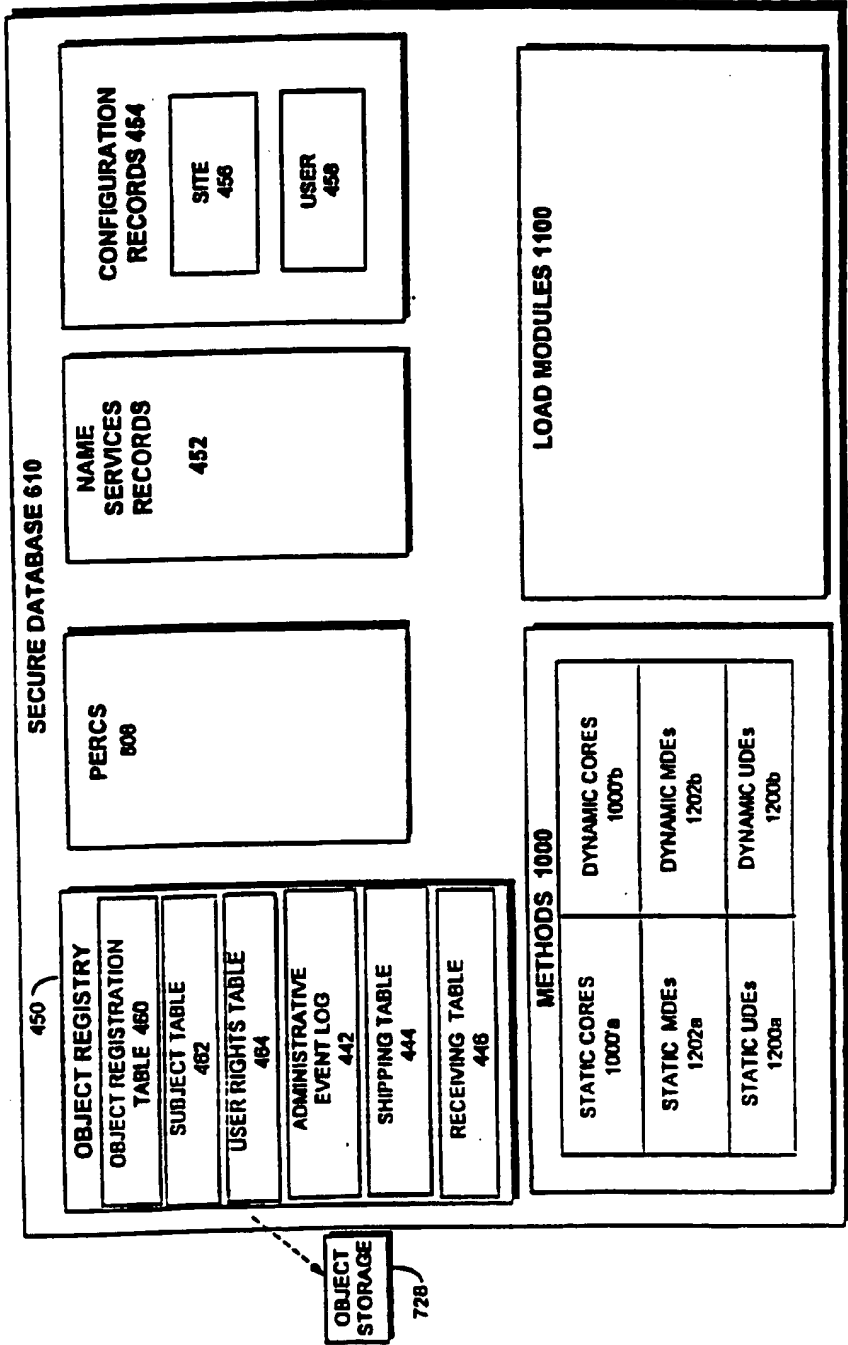 SECURE DATABASE 610
450
OBJECT REGISTRY
OBJECT REGISTRATION
TABLE 460
SUBJECT TABLE
462
USER RIGHTS TABLE
464
ADMINISTRATIVE
EVENT LOG
442
SHIPPING TABLE
444
RECEIVING TABLE
446
PERCS
808
NAME
SERVICES
RECORDS
452
CONFIGURATION
RECORDS 454
SITE
456
USER
458
OBJECT
STORAGE
728
METHODS 1000
STATIC CORES
1000'a
DYNAMIC CORES
1000'b
STATIC MDEs
1202a
DYNAMIC MDEs
1202b
STATIC UDEs
1200a
DYNAMIC UDEs
1200b
LOAD MODULES 1100